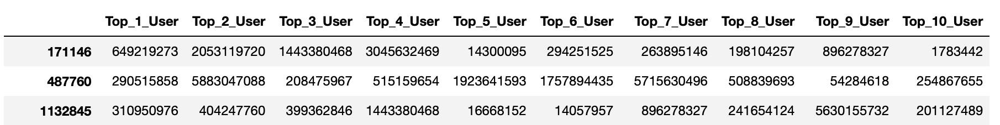 Top_1_User Top_2_User Top_3_User Top_4_User Top_5_User Top_6_User Top_7_User Top_8_User Top_9_User Top_10_User
171146 649219273 2053119720 1443380468 3045632469 14300095 294251525 263895146 198104257 896278327 1783442
487760 290515858 5883047088 208475967 515159654 1923641593 1757894435 5715630496 508839693 54284618 254867655
1132845 310950976 404247760 399362846 1443380468 16668152 14057957 896278327 241654124 5630155732 201127489